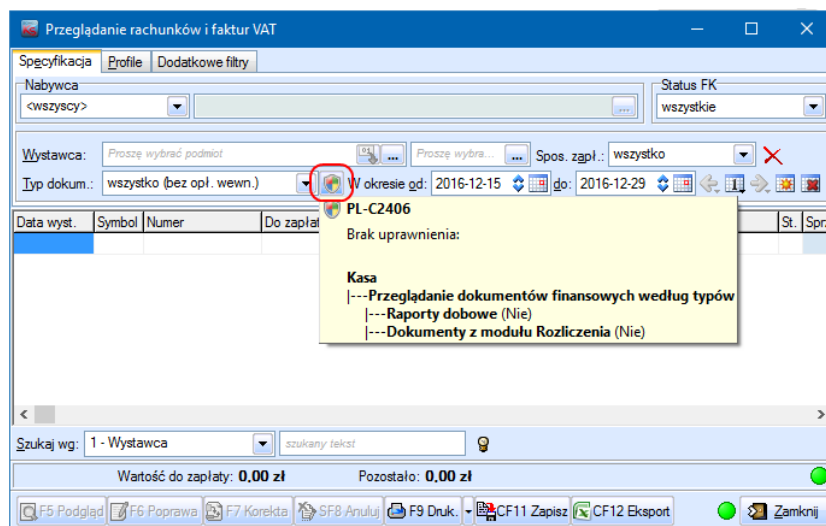 Przeglądanie rachunków i faktur VAT
Specyfikacja Profile Dodatkowe filtry
Nabywca Status FK
<wszyscy> ... wszystkie
Wystawca: Proszę wybrać podmiot ... Proszę wybra... ... Spos. zapł.: wszystko
Typ dokum.: wszystko (bez opł. wewn.) W okresie od: 2016-12-15 do: 2016-12-29
Data wyst. Symbol Numer Do zapłat St. Spr.
PL-C2406
Brak uprawnienia:
Kasa
|---Przeglądanie dokumentów finansowych według typów
|---Raporty dobowe (Nie)
|---Dokumenty z modułu Rozliczenia (Nie)
Szukaj wg: 1 - Wystawca szukany tekst
Wartość do zapłaty: 0,00 zł Pozostało: 0,00 zł
F5 Podgląd F6 Poprawa F7 Korekta SF8 Anuluj F9 Druk. CF11 Zapisz CF12 Eksport Zamknij